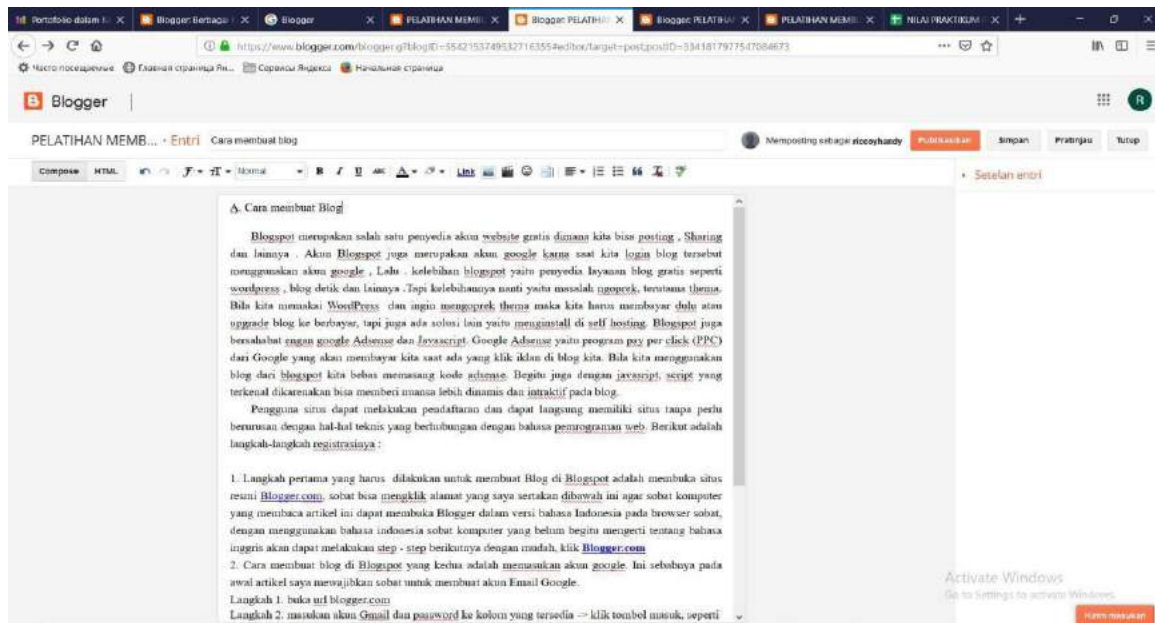 Portofolio dalam
Blogger: Berbagai
Blogger
PELATIHAN MEMB
Blogger: PELATIHA
Blogger: PELATIHA
PELATIHAN MEMB
NILAI PRAKTIKUM
https://www.blogger.com/blogger.g?blogID=5542153749532716355#editor/target=post;postID=3341817977547084673
Часто посещаемые Главная страница Ян... Сервисы Яндекса Начальная страница
Blogger
R
PELATIHAN MEMB... · Entri Cara membuat blog
Memposting sebagai riccoyhandy Publikasikan Simpan Pratinjau Tutup
Compose HTML Normal Link
Setelan entri
A. Cara membuat Blog
Blogspot merupakan salah satu penyedia akun website gratis dimana kita bisa posting , Sharing
dan lainnya . Akun Blogspot juga merupakan akun google karna saat kita login blog tersebut
menggunakan akun google , Lalu . kelebihan blogspot yaitu penyedia layanan blog gratis seperti
wordpress , blog detik dan lainnya .Tapi kelebihannya nanti yaitu masalah ngoprek, terutama thema.
Bila kita memakai WordPress dan ingin mengoprek thema maka kita harus membayar dulu atau
upgrade blog ke berbayar, tapi juga ada solusi lain yaitu menginstall di self hosting. Blogspot juga
bersahabat engan google Adsense dan Javascript. Google Adsense yaitu program pay per click (PPC)
dari Google yang akan membayar kita saat ada yang klik iklan di blog kita. Bila kita menggunakan
blog dari blogspot kita bebas memasang kode adsense. Begitu juga dengan javasript, script yang
terkenal dikarenakan bisa memberi nuansa lebih dinamis dan intraktif pada blog.
Pengguna situs dapat melakukan pendaftaran dan dapat langsung memiliki situs tanpa perlu
berurusan dengan hal-hal teknis yang berhubungan dengan bahasa pemrograman web. Berikut adalah
langkah-langkah registrasinya :
1. Langkah pertama yang harus dilakukan untuk membuat Blog di Blogspot adalah membuka situs
resmi Blogger.com, sobat bisa mengklik alamat yang saya sertakan dibawah ini agar sobat komputer
yang membaca artikel ini dapat membuka Blogger dalam versi bahasa Indonesia pada browser sobat,
dengan menggunakan bahasa indonesia sobat komputer yang belum begitu mengerti tentang bahasa
inggris akan dapat melakukan step - step berikutnya dengan mudah, klik Blogger.com
2. Cara membuat blog di Blogspot yang kedua adalah memasukan akun google. Ini sebabnya pada
awal artikel saya mewajibkan sobat untuk membuat akun Email Google.
Langkah 1. buka url blogger.com
Langkah 2. masukan akun Gmail dan password ke kolom yang tersedia -> klik tombol masuk, seperti
Activate Windows
Go to Settings to activate Windows.
Kirim masukan